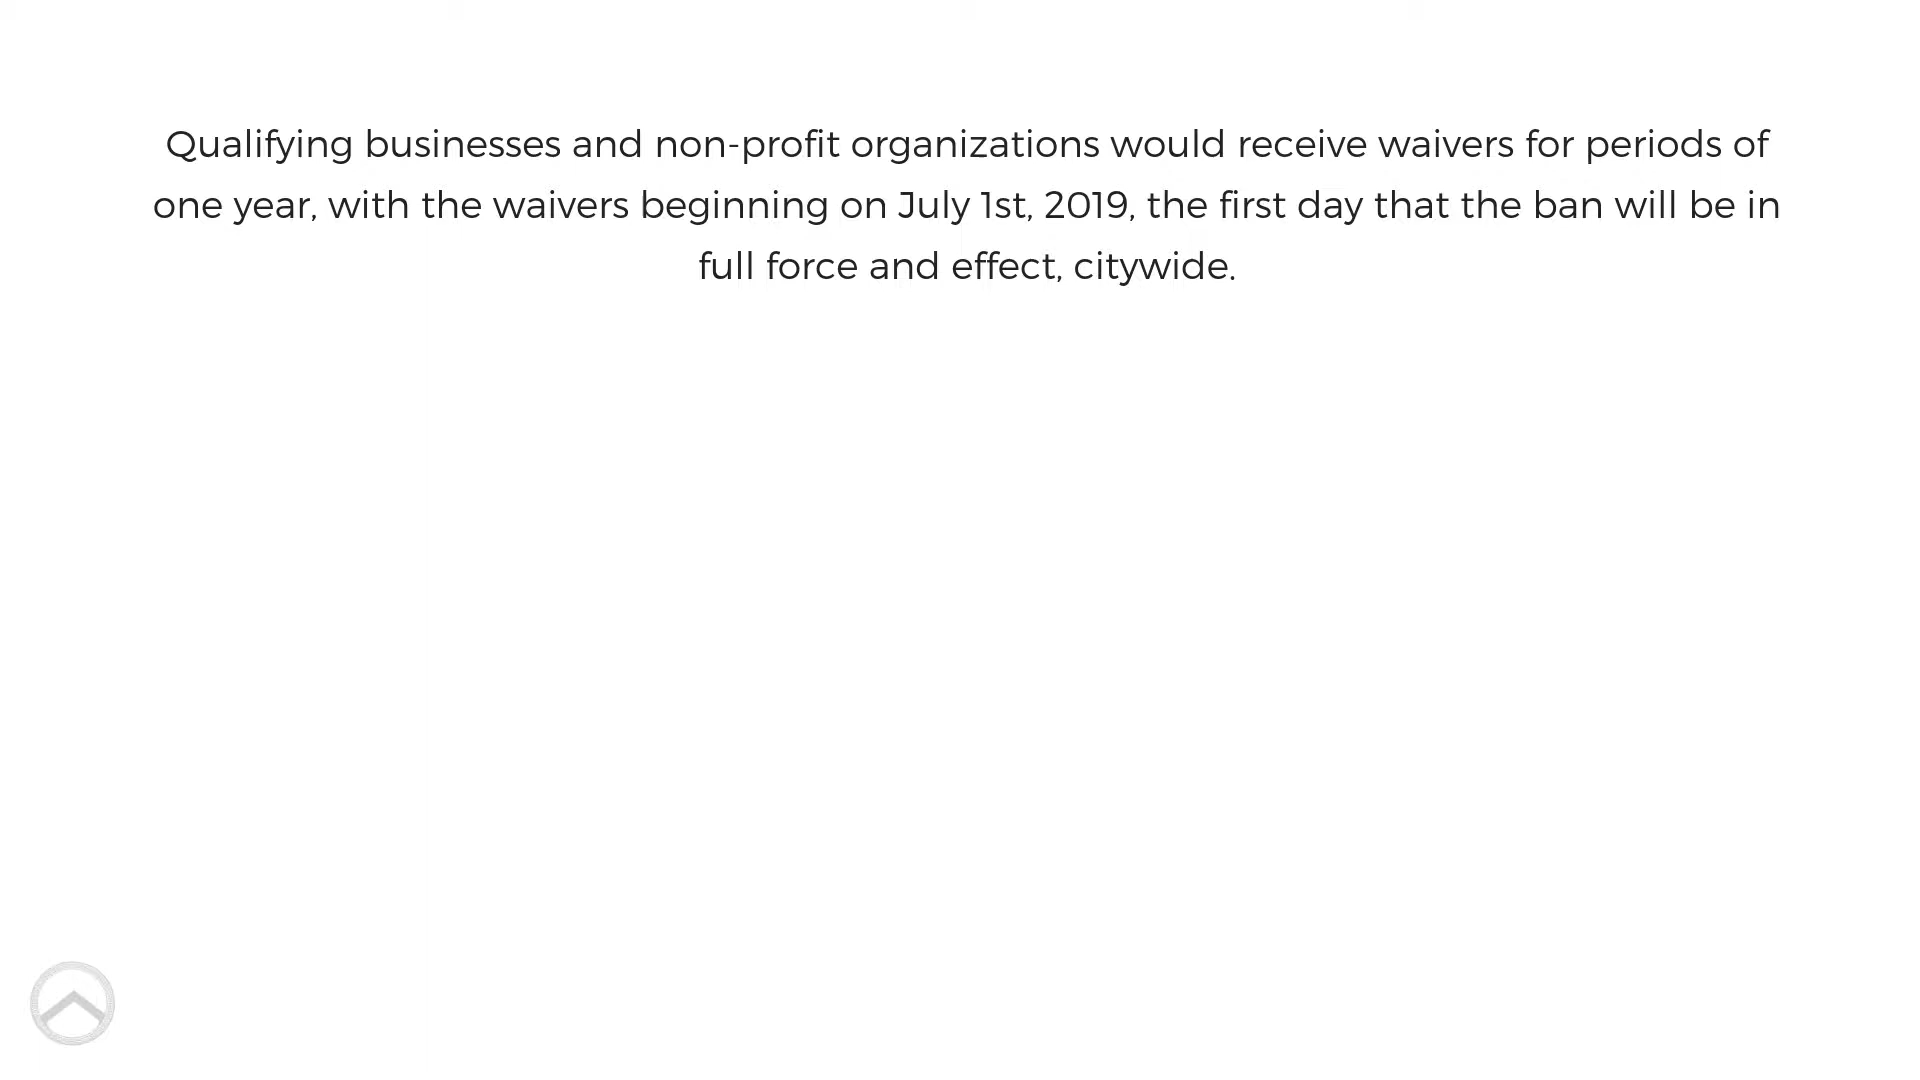 Qualifying businesses and non-profit organizations would receive waivers for periods of
one year, with the waivers beginning on July 1st, 2019, the first day that the ban will be in
full force and effect, citywide.